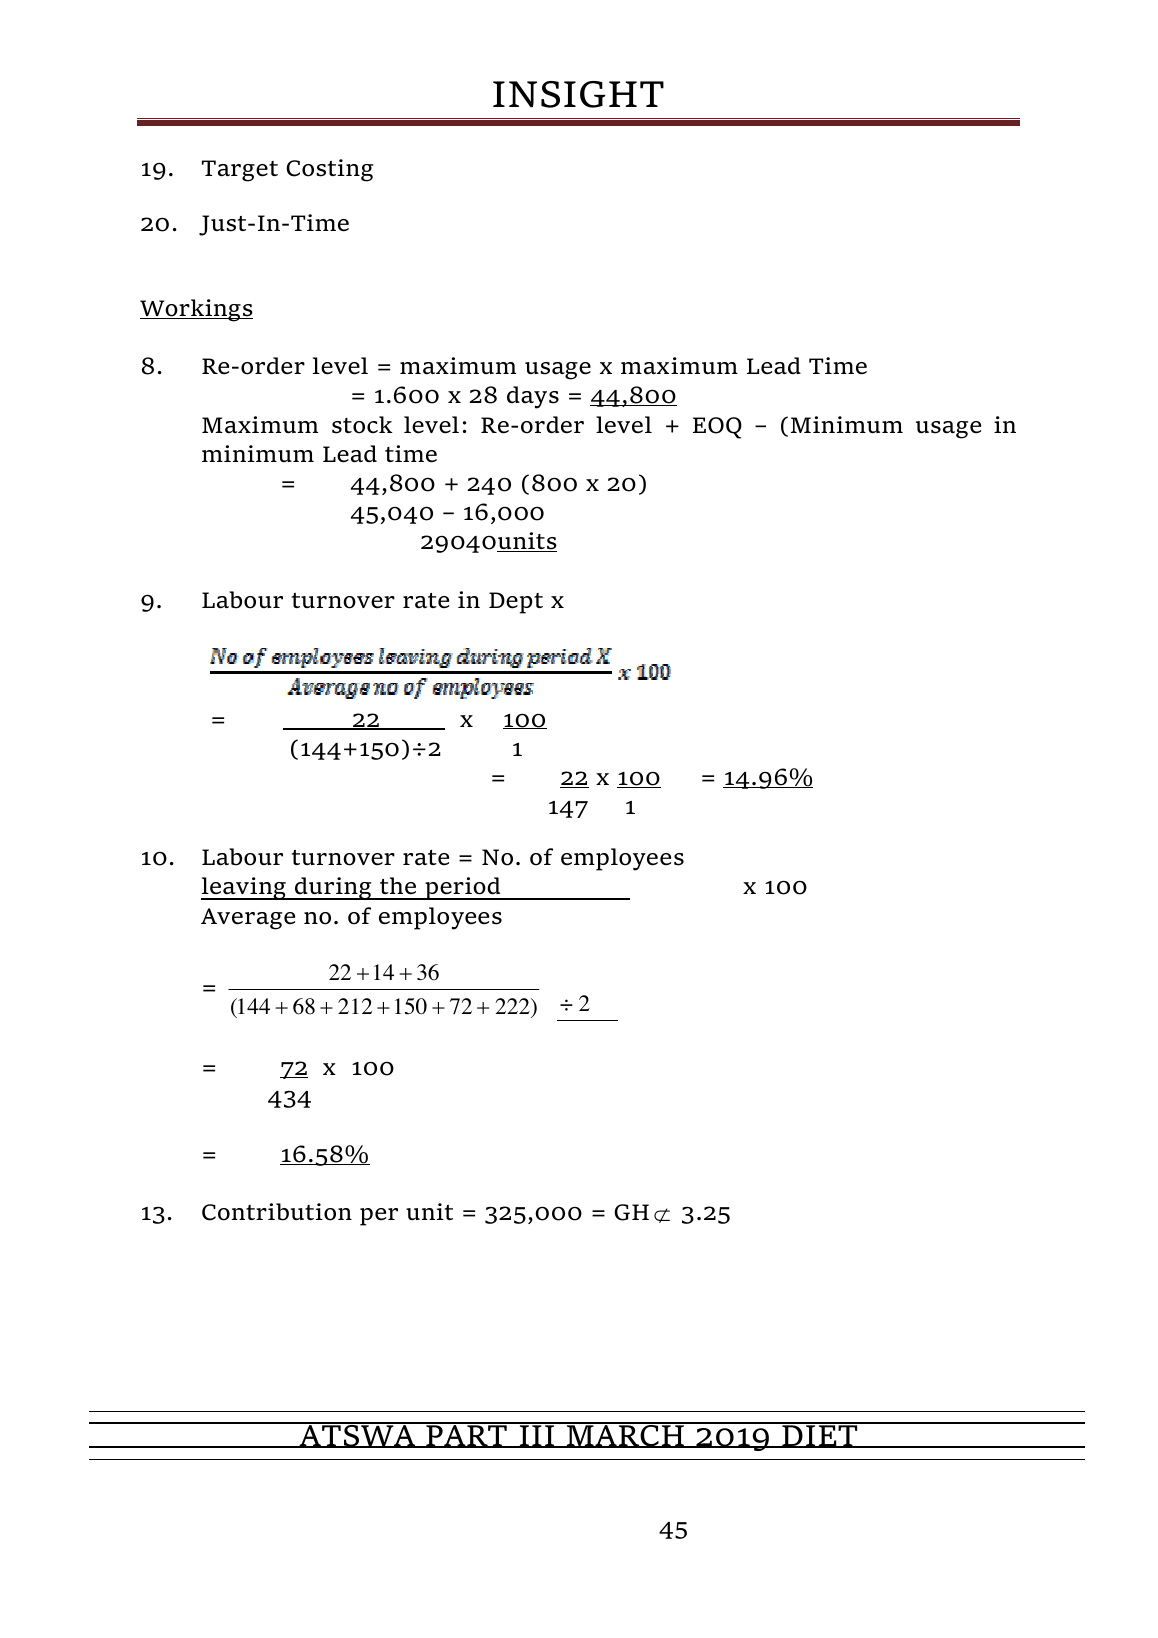 INSIGHT
19. Target Costing
20. Just-In-Time
Workings
8. Re-order level = maximum usage x maximum Lead Time
= 1.600 x 28 days = 44,800
Maximum stock level: Re-order level + EOQ – (Minimum usage in
minimum Lead time
= 44,800 + 240 (800 x 20)
45,040 – 16,000
29040units
9. Labour turnover rate in Dept x
No of employees leaving during period X
x 100
Average no of employees
= 22 x 100
(144+150)÷2 1
= 22 x 100 = 14.96%
147 1
10. Labour turnover rate = No. of employees
leaving during the period x 100
Average no. of employees
22 + 14 + 36
=
(144 + 68 + 212 + 150 + 72 + 222) ÷ 2
= 72 x 100
434
= 16.58%
13. Contribution per unit = 325,000 = GH⊄ 3.25
ATSWA PART III MARCH 2019 DIET
45